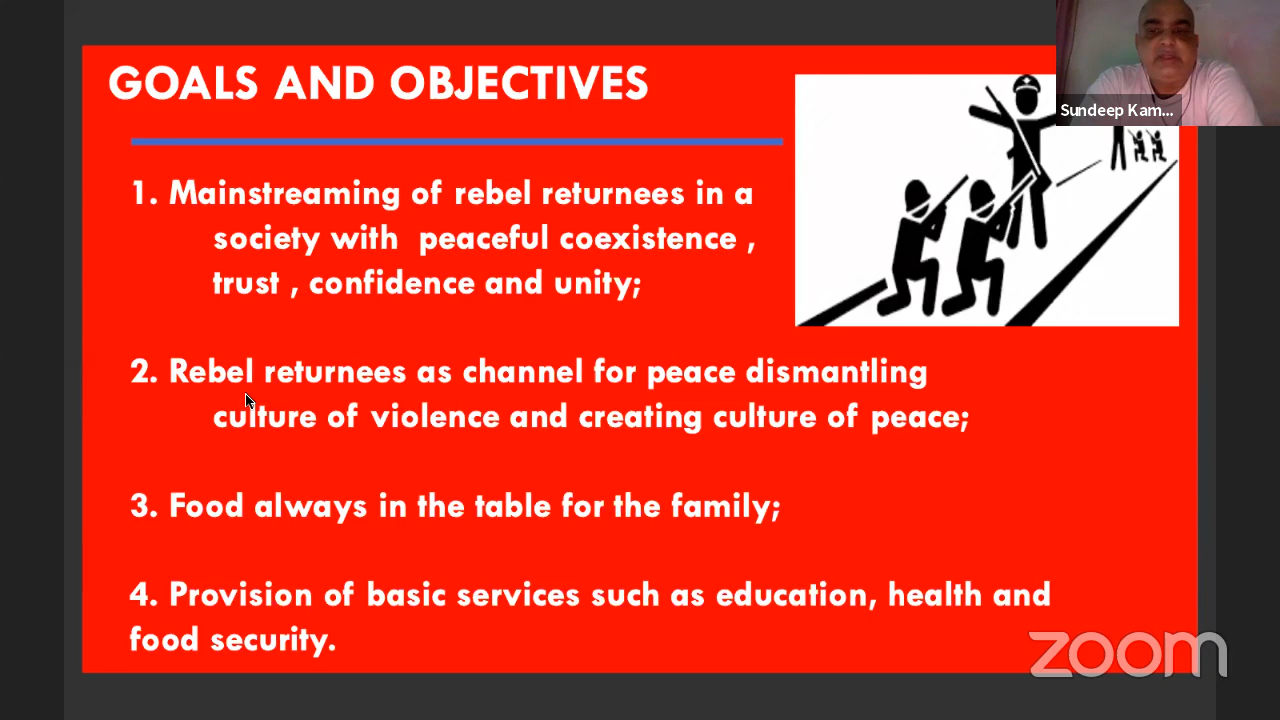 GOALS AND OBJECTIVES
Sundeep Kam...
1. Mainstreaming of rebel returnees in a
society with peaceful coexistence ,
trust , confidence and unity;
2. Rebel returnees as channel for peace dismantling
culture of violence and creating culture of peace;
3. Food always in the table for the family;
4. Provision of basic services such as education, health and
food security.
zoom